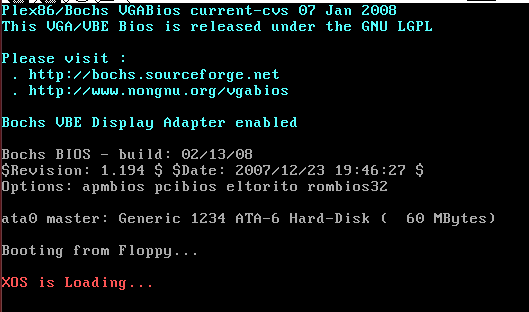 Plex86/Bochs VGABios current-cvs 07 Jan 2008
This VGA/VBE Bios is released under the GNU LGPL
Please visit :
. http://bochs.sourceforge.net
. http://www.nongnu.org/vgabios
Bochs VBE Display Adapter enabled
Bochs BIOS - build: 02/13/08
$Revision: 1.194 $ $Date: 2007/12/23 19:46:27 $
Options: apmbios pcibios eltorito rombios32
ata0 master: Generic 1234 ATA-6 Hard-Disk (  60 MBytes)
Booting from Floppy...
XOS is Loading...